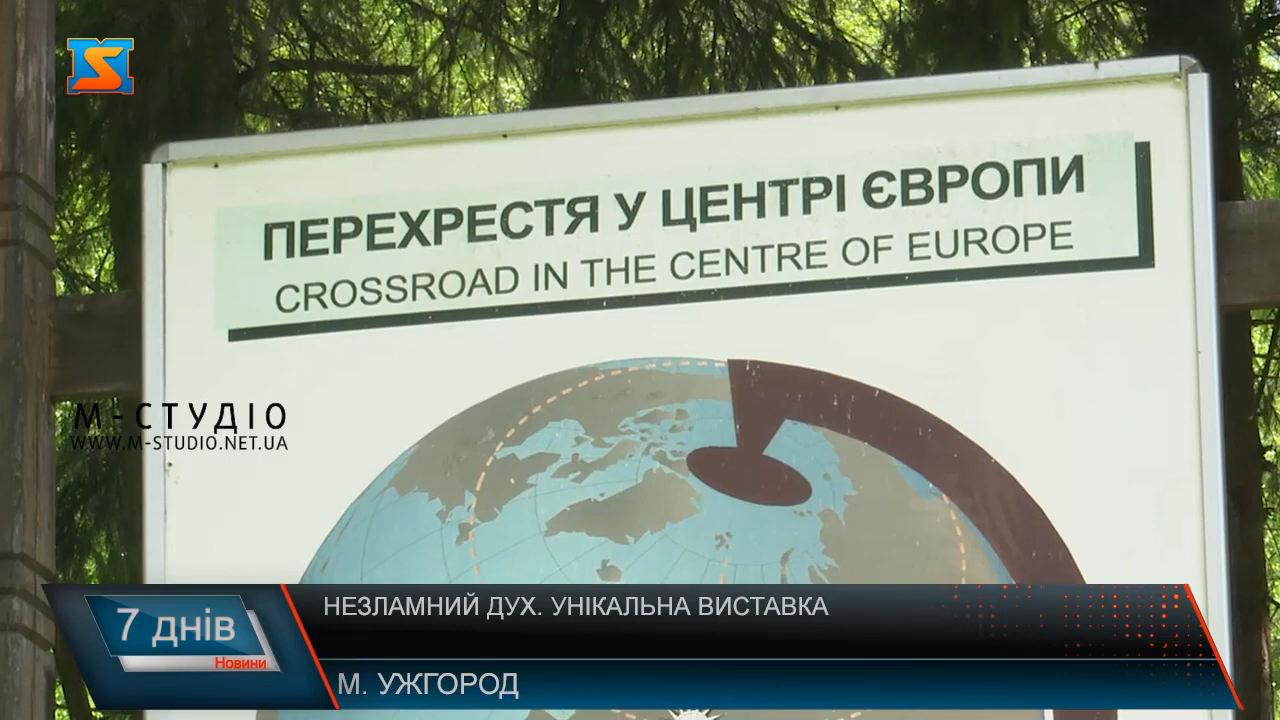 ПЕРЕХРЕСТЯ У ЦЕНТРІ ЄВРОПИ
CROSSROAD IN THE CENTRE OF EUROPE
М-СТУДІО
WWW.M-STUDIO.NET.UA
7 днів
Новини
НЕЗЛАМНИЙ ДУХ. УНІКАЛЬНА ВИСТАВКА
М. УЖГОРОД